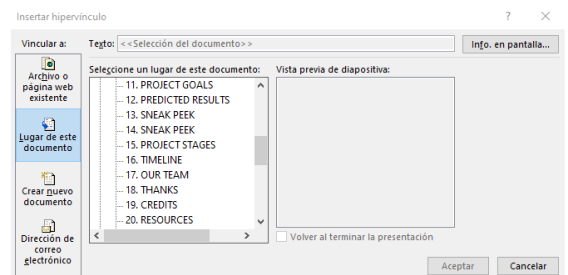 Insertar hipervínculo
?
Vincular a:
Texto: <<Selección del documento>>
Info. en pantalla...
Archivo o
página web
existente
Lugar de este
documento
Crear nuevo
documento
Dirección de
correo
electrónico
Seleccione un lugar de este documento:
11. PROJECT GOALS
12. PREDICTED RESULTS
13. SNEAK PEEK
14. SNEAK PEEK
15. PROJECT STAGES
16. TIMELINE
17. OUR TEAM
18. THANKS
19. CREDITS
20. RESOURCES
Vista previa de diapositiva:
Volver al terminar la presentación
Aceptar
Cancelar